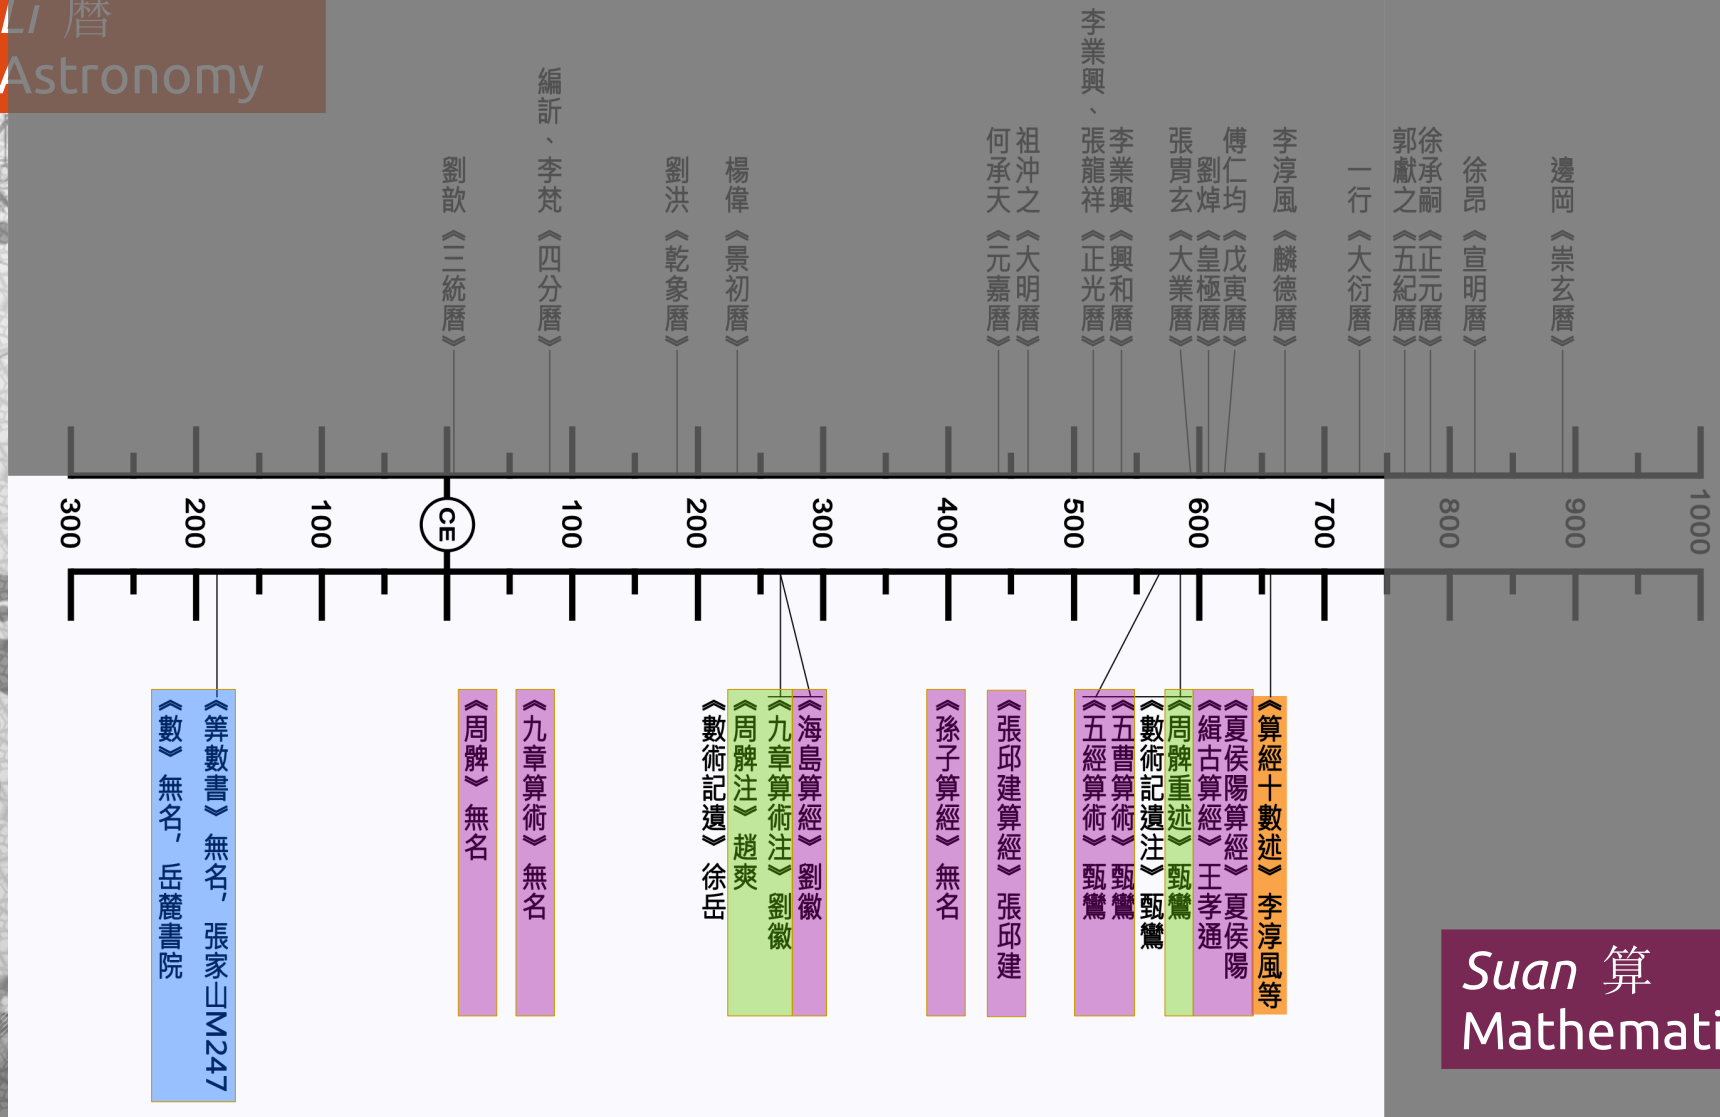 Li 曆
Astronomy
劉歆《三統曆》
編訢、李梵《四分曆》
劉洪《乾象曆》
楊偉《景初曆》
何承天《元嘉曆》
祖沖之《大明曆》
李業興、張龍祥《正光曆》
李業興《興和曆》
張胄玄《大業曆》
劉焯《皇極曆》
傅仁均《戊寅曆》
李淳風《麟德曆》
一行《大衍曆》
郭獻之《五紀曆》
徐承嗣《正元曆》
徐昂《宣明曆》
邊岡《崇玄曆》
300
200
100
CE
100
200
300
400
500
600
700
800
900
1000
《數》無名，岳麓書院
《筭數書》無名，張家山M247
《周髀》無名
《九章算術》無名
《數術記遺》徐岳
《周髀注》趙爽
《九章算術注》劉徽
《海島算經》劉徽
《孫子算經》無名
《張邱建算經》張邱建
《五經算術》甄鸞
《五曹算術》甄鸞
《數術記遺注》甄鸞
《周髀重述》甄鸞
《緝古算經》王孝通
《夏侯陽算經》夏侯陽
《算經十數述》李淳風等
Suan 算
Mathemati